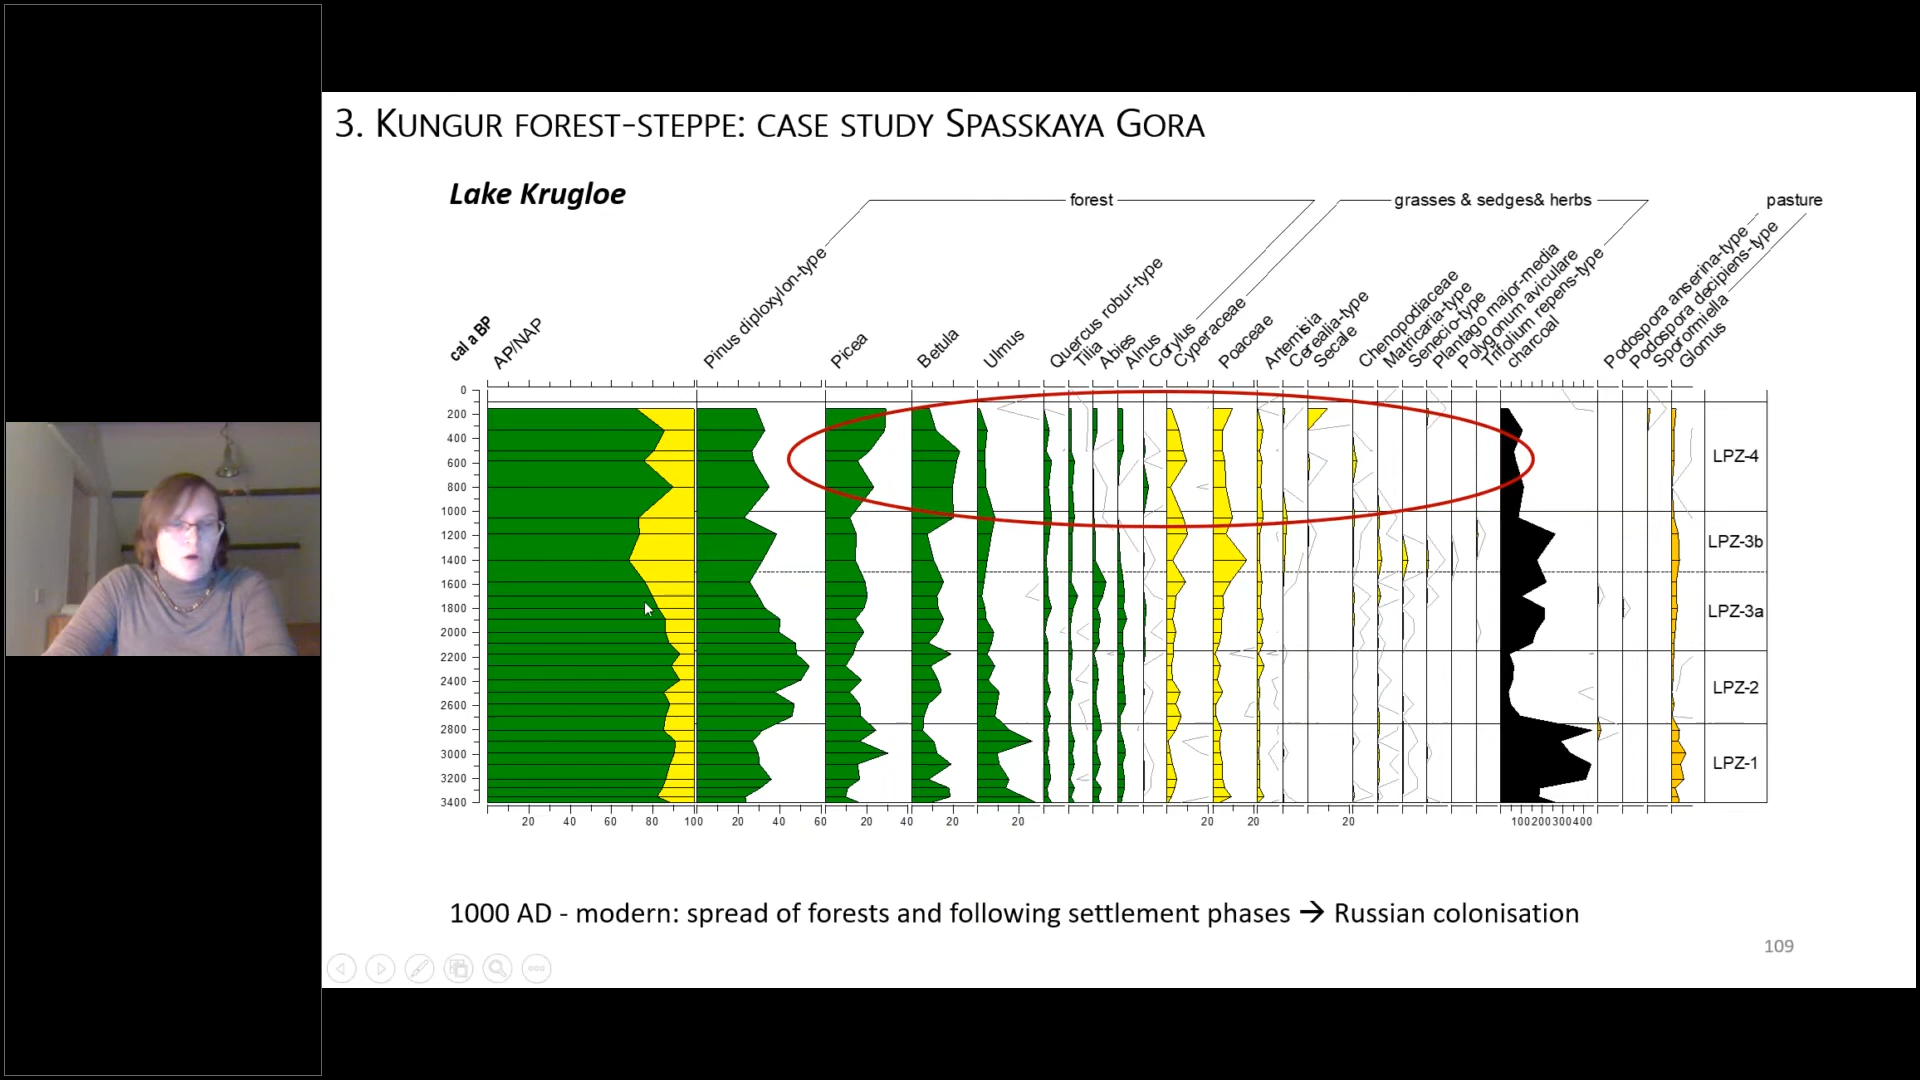 3. KUNGUR FOREST-STEPPE: CASE STUDY SPASSKAYA GORA
Lake Krugloe
forest
grasses & sedges& herbs
pasture
cal a BP
AP/NAP
Pinus diploxylon-type
Picea
Betula
Ulmus
Quercus robur-type
Tilia
Abies
Alnus
Corylus
Cyperaceae
Poaceae
Artemisia
Cerealia-type
Secale
Chenopodiaceae
Matricaria-type
Senecio-type
Plantago major-media
Polygonum aviculare
Trifolium repens-type
charcoal
Podospora anserina-type
Podospora decipiens-type
Sporormiella
Glomus
0
200
400
600
800
1000
1200
1400
1600
1800
2000
2200
2400
2600
2800
3000
3200
3400
LPZ-4
LPZ-3b
LPZ-3a
LPZ-2
LPZ-1
20 40 60 80 100 20 40 60 20 40 20 20 20 20 20 100 200 300 400
1000 AD - modern: spread of forests and following settlement phases → Russian colonisation
109